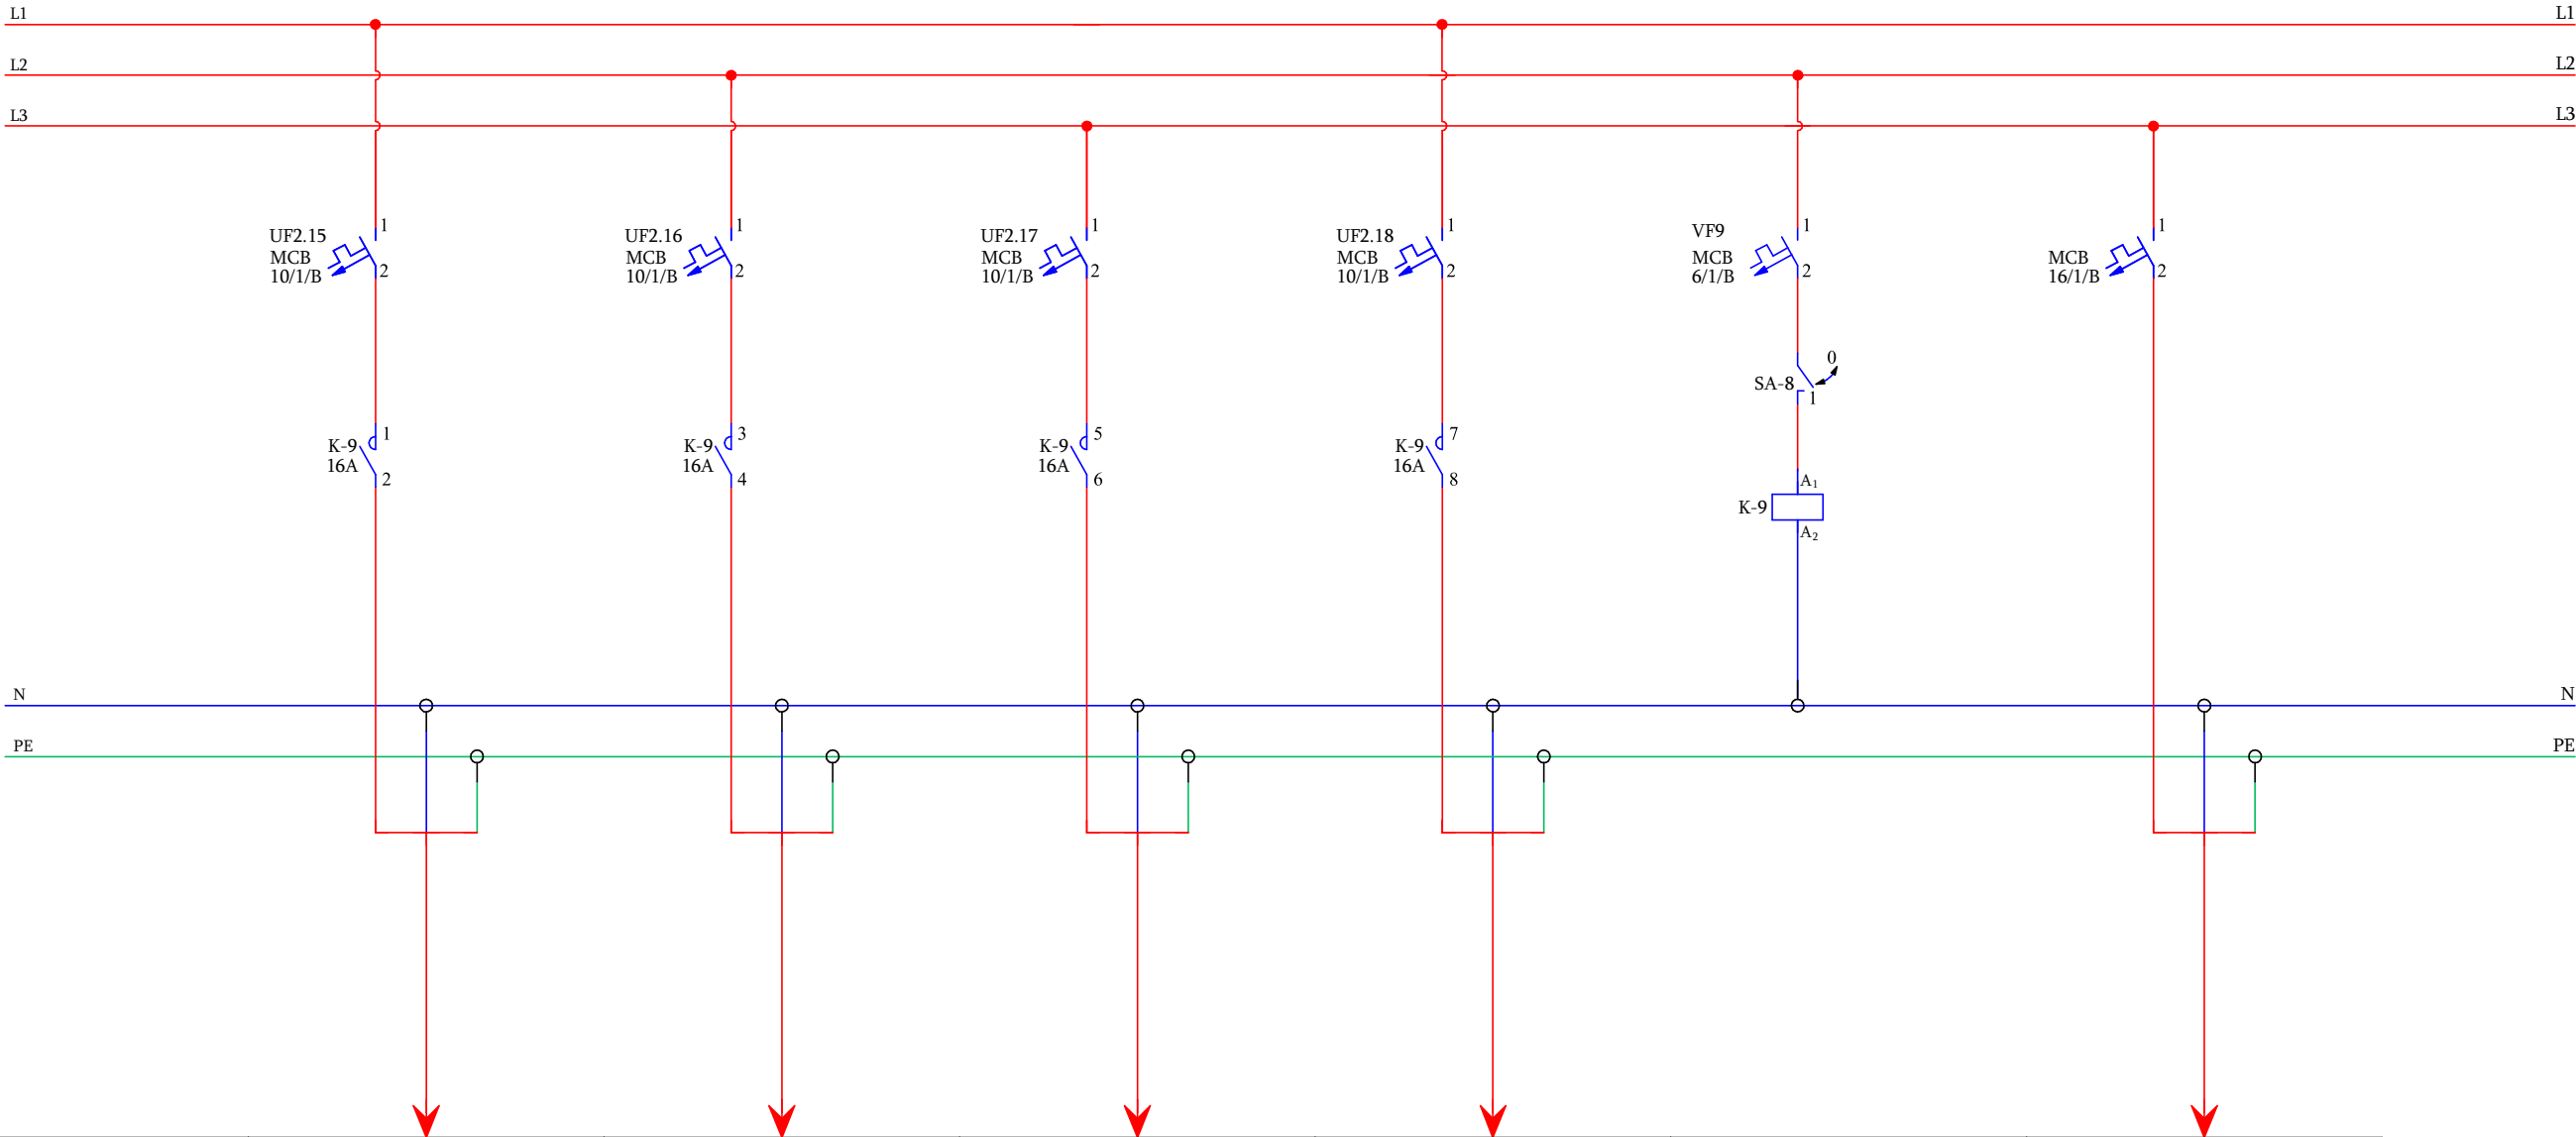 L1 L1
L2 L2
L3 L3
1 1 1 1 1 1
UF2.15 UF2.16 UF2.17 UF2.18 VF9
MCB MCB MCB MCB MCB MCB
10/1/B 10/1/B 10/1/B 10/1/B 6/1/B 16/1/B
2 2 2 2 2 2
0
SA-8
1
1 3 5 7
K-9 K-9 K-9 K-9
16A 16A 16A 16A
2 4 6 8
A₁
K-9
A₂
N N
PE PE